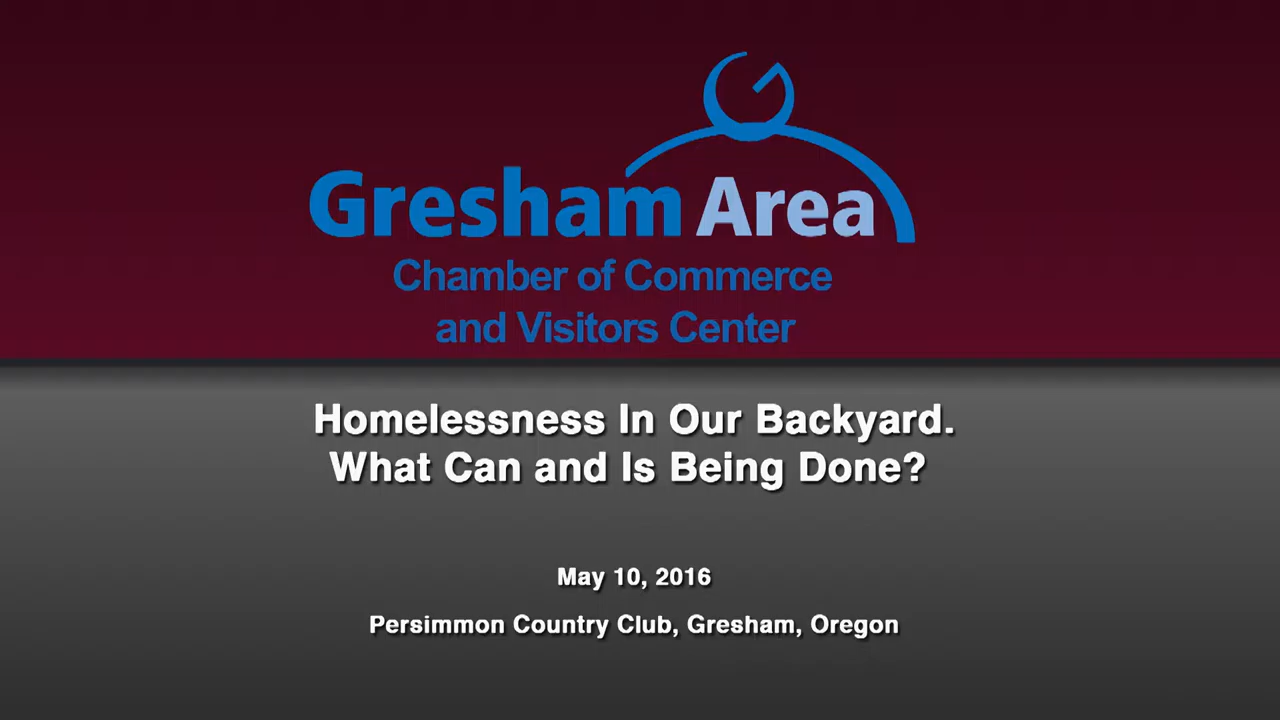 G
Gresham Area
Chamber of Commerce
and Visitors Center
Homelessness In Our Backyard.
What Can and Is Being Done?
May 10, 2016
Persimmon Country Club, Gresham, Oregon